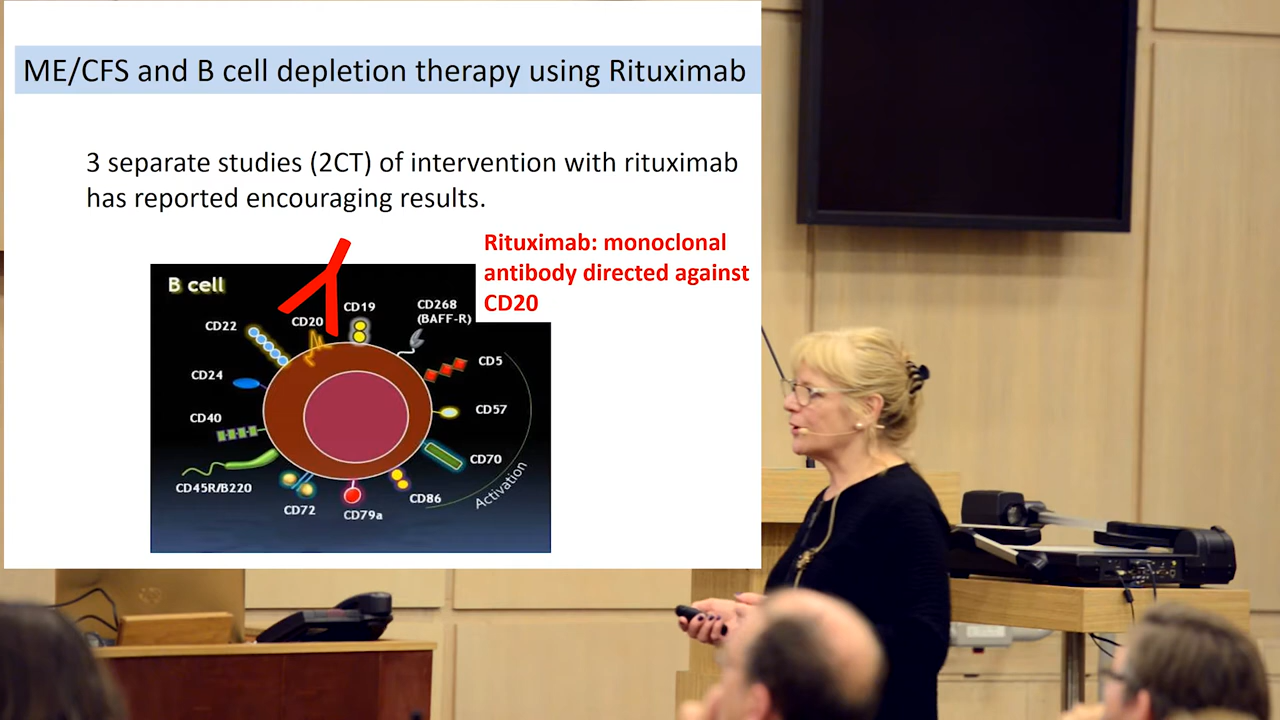 ME/CFS and B cell depletion therapy using Rituximab
3 separate studies (2CT) of intervention with rituximab
has reported encouraging results.
Rituximab: monoclonal
antibody directed against
CD20
B cell
CD19
CD268
(BAFF-R)
CD20
CD22
CD5
CD24
CD57
CD40
CD70
CD45R/B220
CD86
CD72
CD79a
Activation